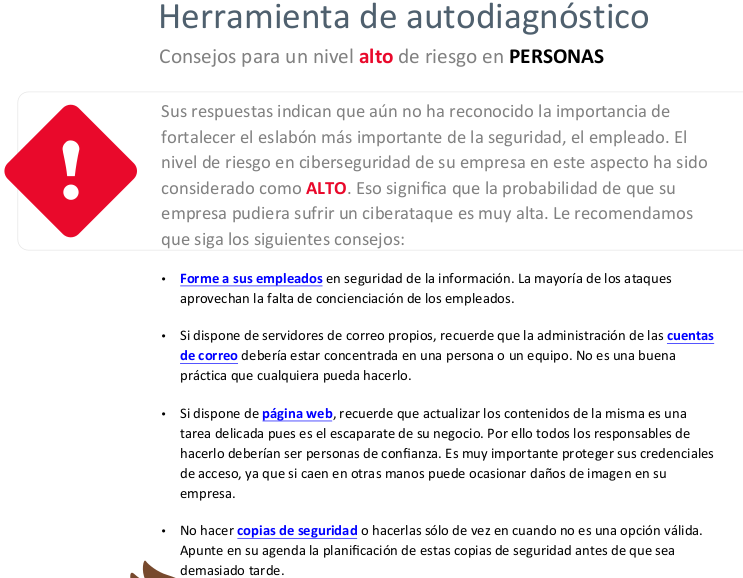 Herramienta de autodiagnóstico
Consejos para un nivel alto de riesgo en PERSONAS
!
Sus respuestas indican que aún no ha reconocido la importancia de
fortalecer el eslabón más importante de la seguridad, el empleado. El
nivel de riesgo en ciberseguridad de su empresa en este aspecto ha sido
considerado como ALTO. Eso significa que la probabilidad de que su
empresa pudiera sufrir un ciberataque es muy alta. Le recomendamos
que siga los siguientes consejos:
• Forme a sus empleados en seguridad de la información. La mayoría de los ataques
aprovechan la falta de concienciación de los empleados.
• Si dispone de servidores de correo propios, recuerde que la administración de las cuentas
de correo debería estar concentrada en una persona o un equipo. No es una buena
práctica que cualquiera pueda hacerlo.
• Si dispone de página web, recuerde que actualizar los contenidos de la misma es una
tarea delicada pues es el escaparate de su negocio. Por ello todos los responsables de
hacerlo deberían ser personas de confianza. Es muy importante proteger sus credenciales
de acceso, ya que si caen en otras manos puede ocasionar daños de imagen en su
empresa.
• No hacer copias de seguridad o hacerlas sólo de vez en cuando no es una opción válida.
Apunte en su agenda la planificación de estas copias de seguridad antes de que sea
demasiado tarde.